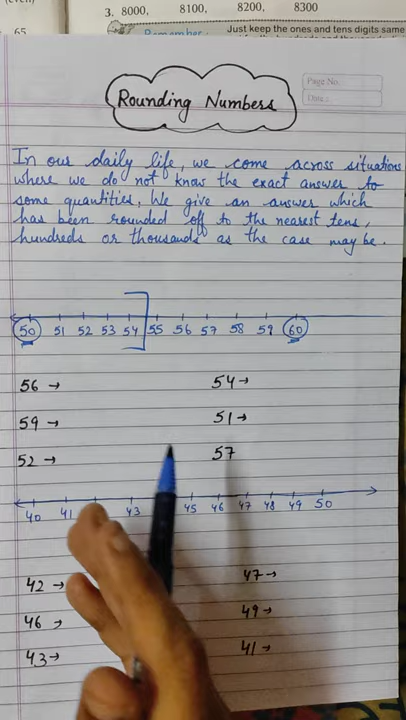 3. 8000, 8100, 8200, 8300
65
Remember
Just keep the ones and tens digits same
Page No.
Date:
Rounding Numbers
In our daily life, we come across situations
where we do not know the exact answer to
some quantities, We give an answer which
has been rounded off to the nearest tens,
hundreds or thousands as the case may be.
50 51 52 53 54 55 56 57 58 59 60
56 → 54 →
59 → 51 →
52 → 57
40 41 43 45 46 47 48 49 50
42 → 47 →
46 → 49 →
43 → 41 →